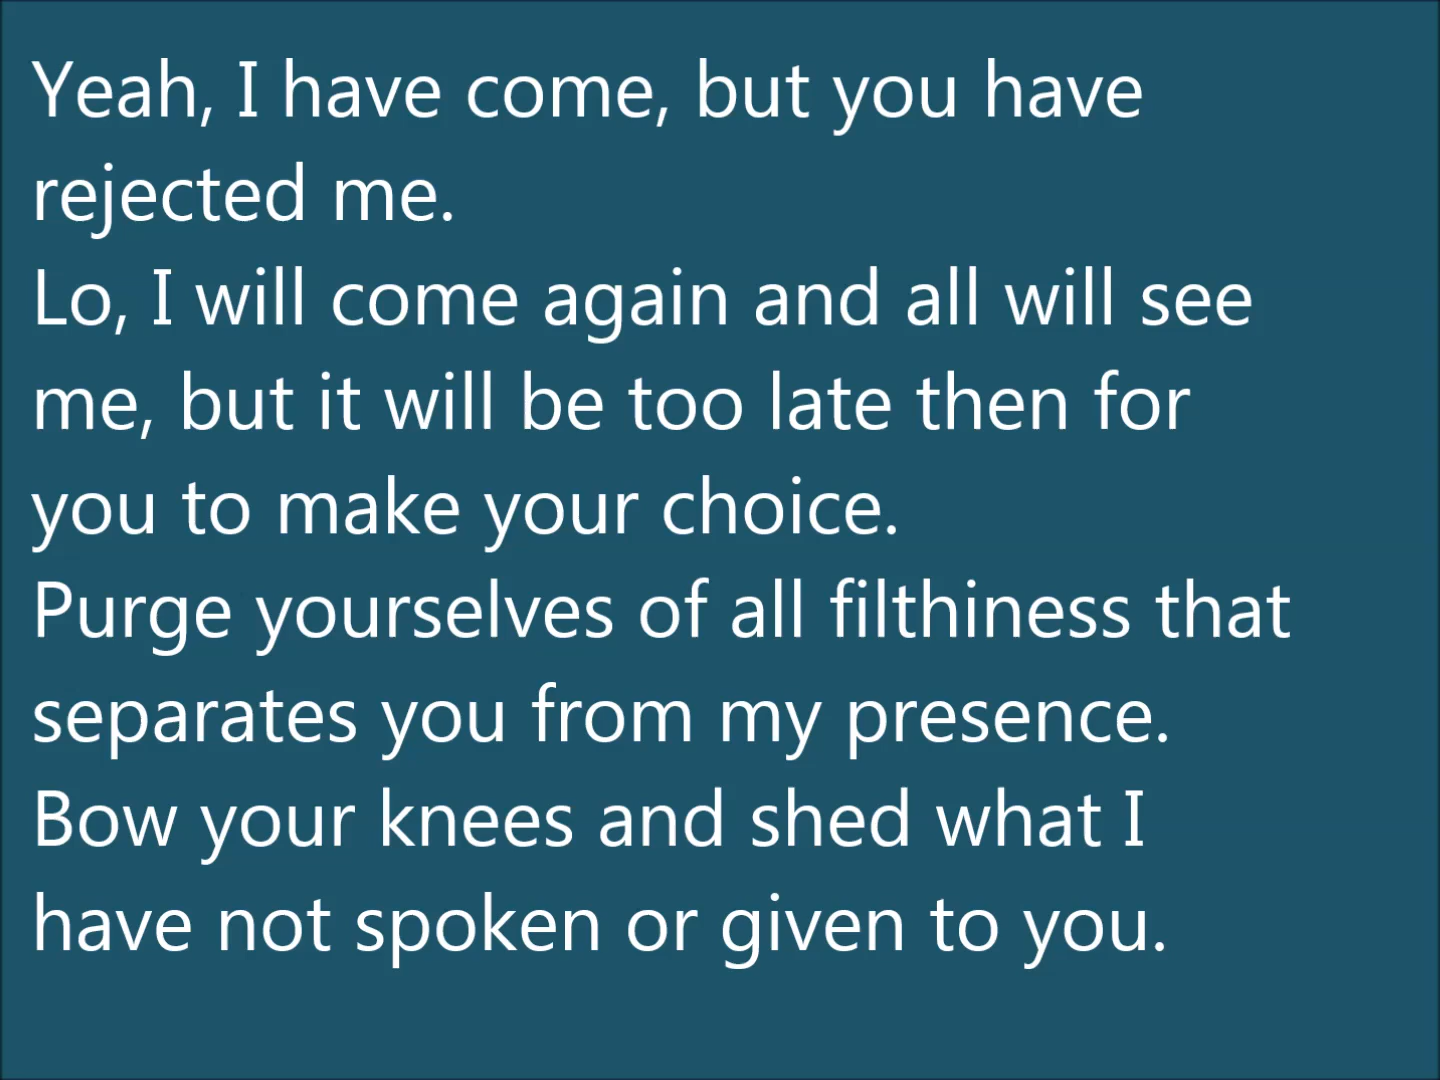 Yeah, I have come, but you have
rejected me.
Lo, I will come again and all will see
me, but it will be too late then for
you to make your choice.
Purge yourselves of all filthiness that
separates you from my presence.
Bow your knees and shed what I
have not spoken or given to you.